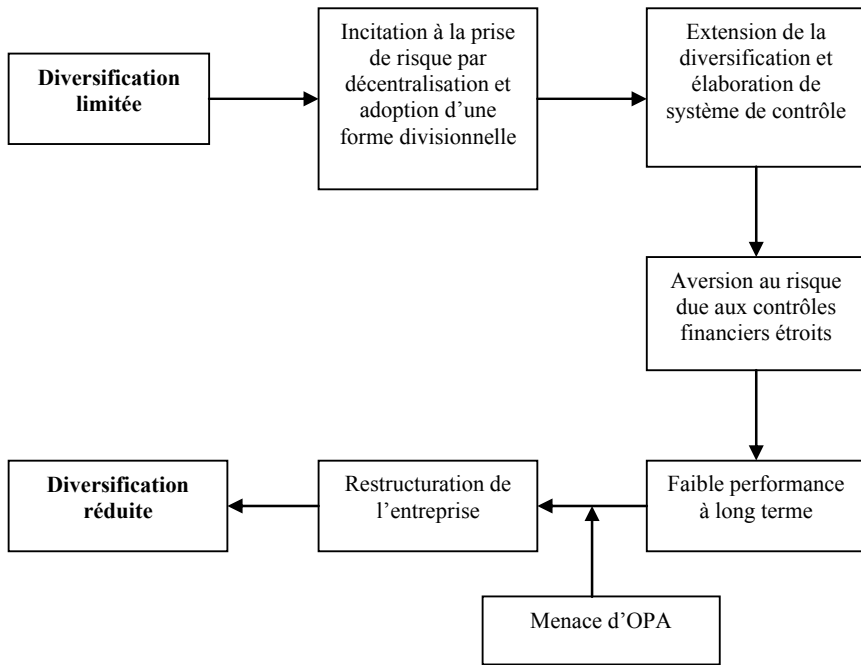 Diversification
limitée
Incitation à la prise
de risque par
décentralisation et
adoption d’une
forme divisionnelle
Extension de la
diversification et
élaboration de
système de contrôle
Aversion au risque
due aux contrôles
financiers étroits
Faible performance
à long terme
Restructuration de
l’entreprise
Diversification
réduite
Menace d’OPA